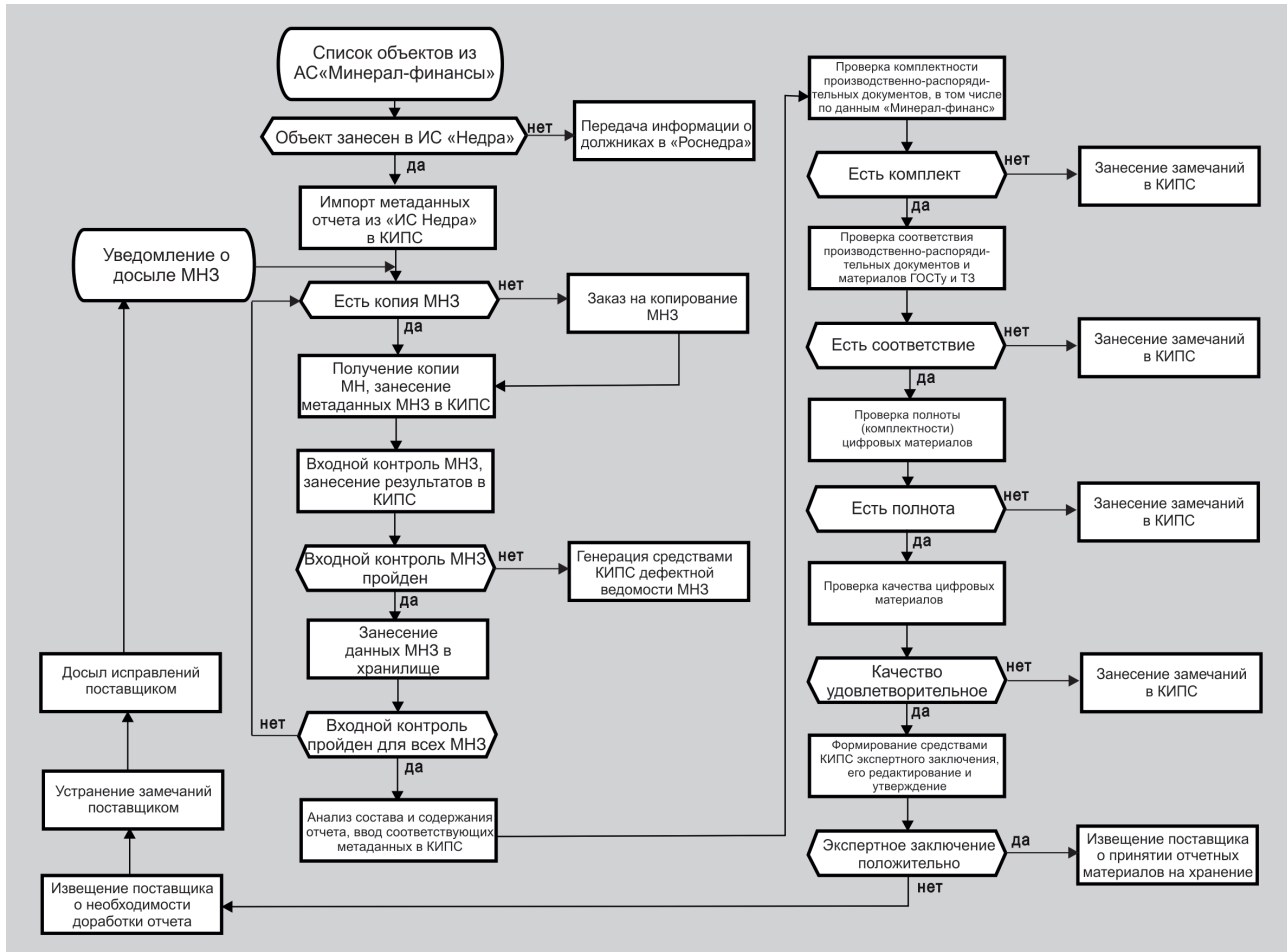 Список объектов из
АС«Минерал-финансы»
Объект занесен в ИС «Недра»
нет
Передача информации о
должниках в «Роснедра»
да
Импорт метаданных
отчета из «ИС Недра»
в КИПС
Уведомление о
досыле МНЗ
Есть копия МНЗ
нет
Заказ на копирование
МНЗ
да
Получение копии
МН, занесение
метаданных МНЗ в КИПС
Входной контроль МНЗ,
занесение результатов в
КИПС
Входной контроль МНЗ
пройден
нет
Генерация средствами
КИПС дефектной
ведомости МНЗ
да
Занесение
данных МНЗ в
хранилище
нет
Входной контроль
пройден для всех МНЗ
да
Анализ состава и содержания
отчета, ввод соответствующих
метаданных в КИПС
Проверка комплектности
производственно-распоряди-
тельных документов, в том числе
по данным «Минерал-финанс»
Есть комплект
нет
Занесение замечаний
в КИПС
да
Проверка соответствия
производственно-распоряди-
тельных документов и
материалов ГОСТу и ТЗ
Есть соответствие
нет
Занесение замечаний
в КИПС
да
Проверка полноты
(комплектности)
цифровых материалов
Есть полнота
нет
Занесение замечаний
в КИПС
да
Проверка качества цифровых
материалов
Качество
удовлетворительное
нет
Занесение замечаний
в КИПС
да
Формирование средствами
КИПС экспертного заключения,
его редактирование и
утверждение
Экспертное заключение
положительно
да
Извещение поставщика
о принятии отчетных
материалов на хранение
нет
Извещение поставщика
о необходимости
доработки отчета
Устранение замечаний
поставщиком
Досыл исправлений
поставщиком